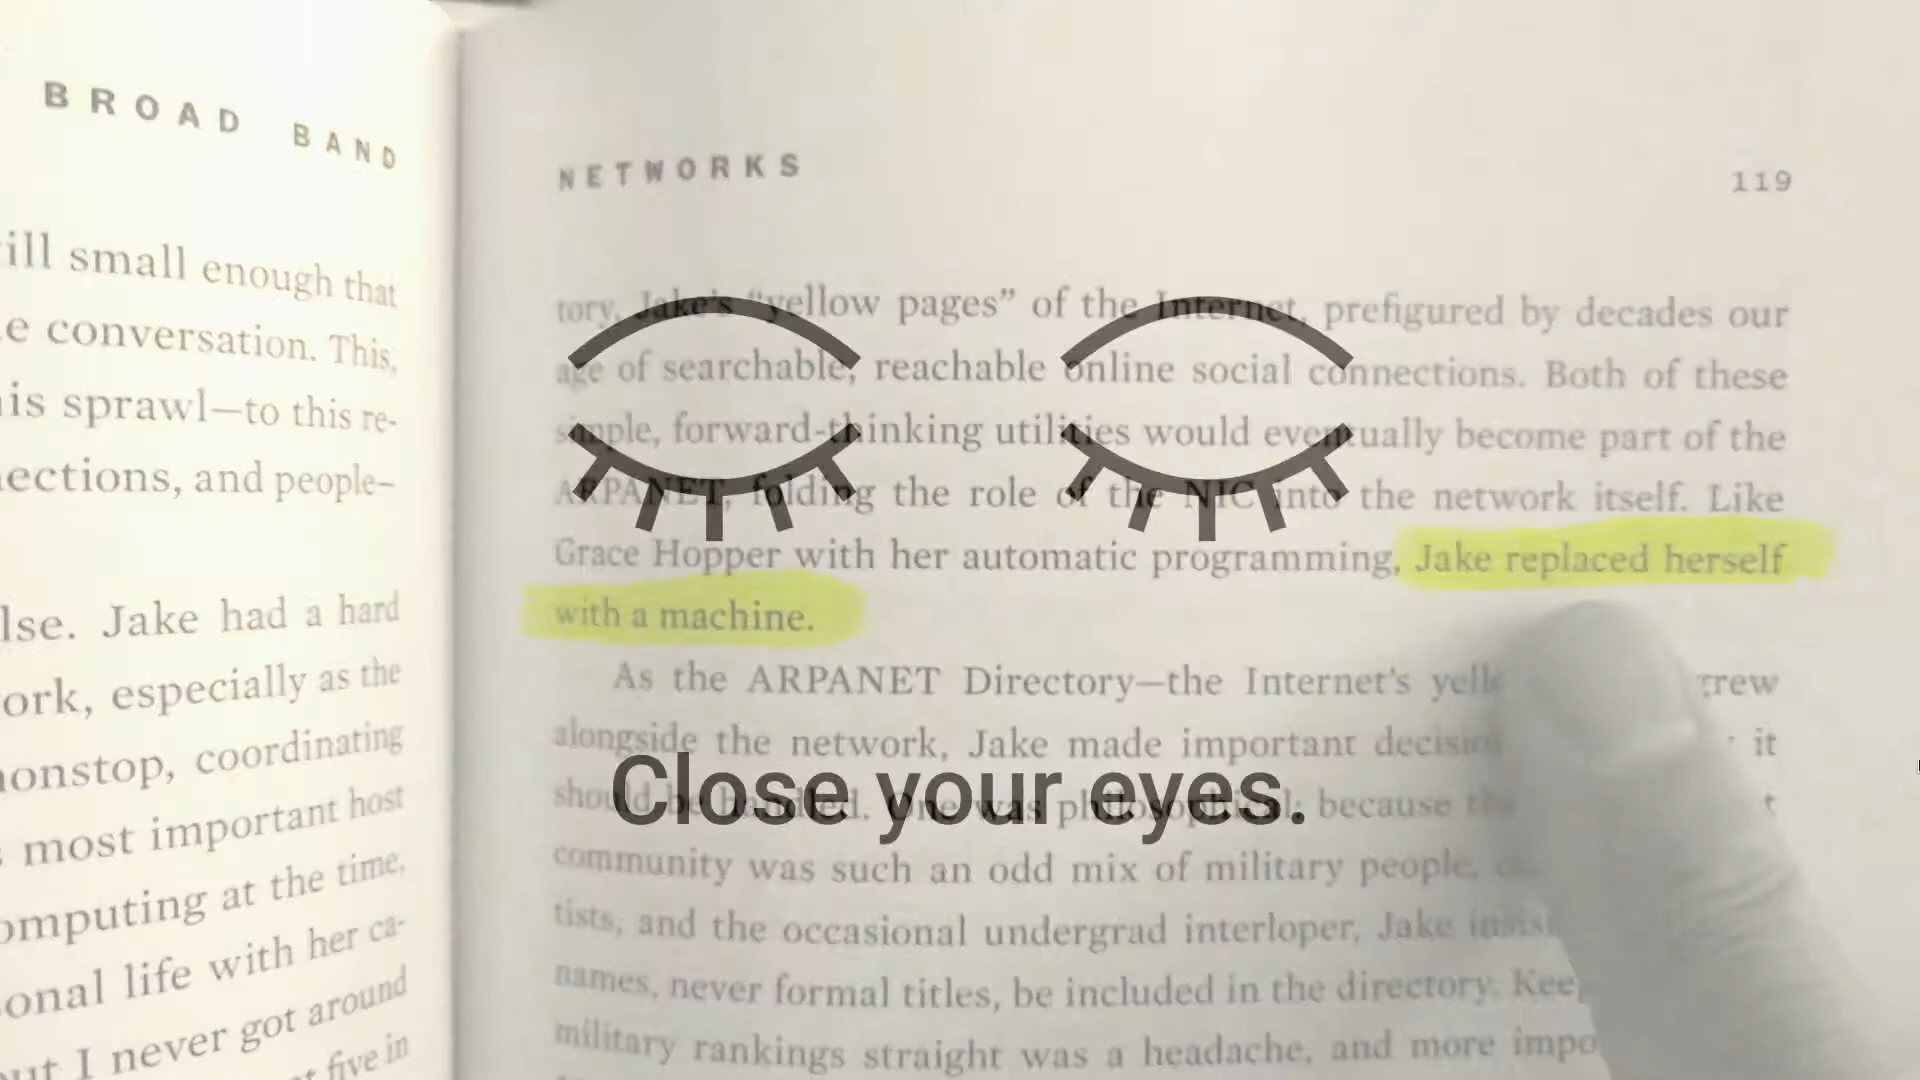 BROAD BAND
ill small enough that
e conversation. This,
is sprawl—to this re-
ections, and people–
lse. Jake had a hard
ork, especially as the
onstop, coordinating
most important host
omputing at the time,
onal life with her ca-
ut I never got around
five in
NETWORKS 119
tory, Jake's “yellow pages” of the Internet, prefigured by decades our
age of searchable, reachable online social connections. Both of these
simple, forward-thinking utilities would eventually become part of the
ARPANET, folding the role of the NIC into the network itself. Like
Grace Hopper with her automatic programming, Jake replaced herself
with a machine.
As the ARPANET Directory—the Internet's yell grew
alongside the network, Jake made important decisi it
should be handled. One was philosophical: because
community was such an odd mix of military people,
tists, and the occasional undergrad interloper, Jake insis
names, never formal titles, be included in the directory. Keep
military rankings straight was a headache, and more impo
Close your eyes.